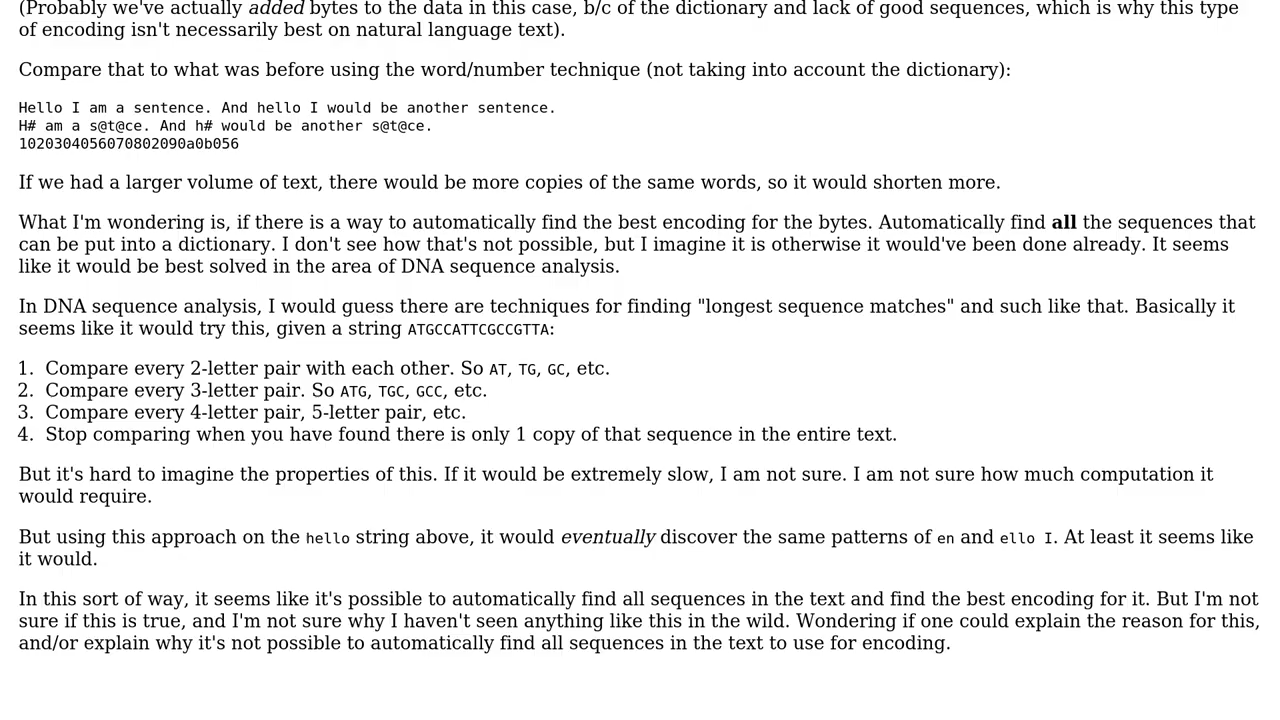 (Probably we've actually added bytes to the data in this case, b/c of the dictionary and lack of good sequences, which is why this type
of encoding isn't necessarily best on natural language text).
Compare that to what was before using the word/number technique (not taking into account the dictionary):
Hello I am a sentence. And hello I would be another sentence.
H# am a s@t@ce. And h# would be another s@t@ce.
1020304056070802090a0b056
If we had a larger volume of text, there would be more copies of the same words, so it would shorten more.
What I'm wondering is, if there is a way to automatically find the best encoding for the bytes. Automatically find all the sequences that
can be put into a dictionary. I don't see how that's not possible, but I imagine it is otherwise it would've been done already. It seems
like it would be best solved in the area of DNA sequence analysis.
In DNA sequence analysis, I would guess there are techniques for finding "longest sequence matches" and such like that. Basically it
seems like it would try this, given a string ATGCCATTCGCCGTTA:
1. Compare every 2-letter pair with each other. So AT, TG, GC, etc.
2. Compare every 3-letter pair. So ATG, TGC, GCC, etc.
3. Compare every 4-letter pair, 5-letter pair, etc.
4. Stop comparing when you have found there is only 1 copy of that sequence in the entire text.
But it's hard to imagine the properties of this. If it would be extremely slow, I am not sure. I am not sure how much computation it
would require.
But using this approach on the hello string above, it would eventually discover the same patterns of en and ello I. At least it seems like
it would.
In this sort of way, it seems like it's possible to automatically find all sequences in the text and find the best encoding for it. But I'm not
sure if this is true, and I'm not sure why I haven't seen anything like this in the wild. Wondering if one could explain the reason for this,
and/or explain why it's not possible to automatically find all sequences in the text to use for encoding.